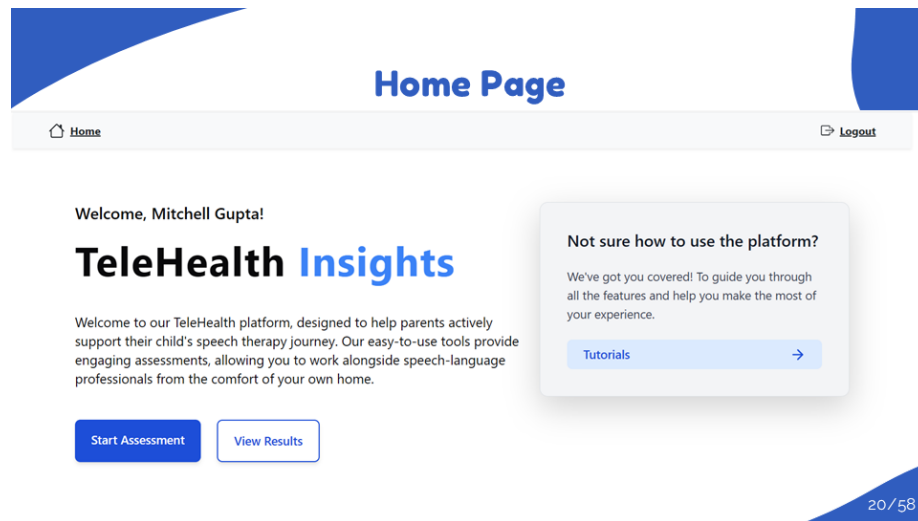 Home Page
Home
Logout
Welcome, Mitchell Gupta!
TeleHealth Insights
Welcome to our TeleHealth platform, designed to help parents actively
support their child's speech therapy journey. Our easy-to-use tools provide
engaging assessments, allowing you to work alongside speech-language
professionals from the comfort of your own home.
Start Assessment
View Results
Not sure how to use the platform?
We've got you covered! To guide you through
all the features and help you make the most of
your experience.
Tutorials
20/58